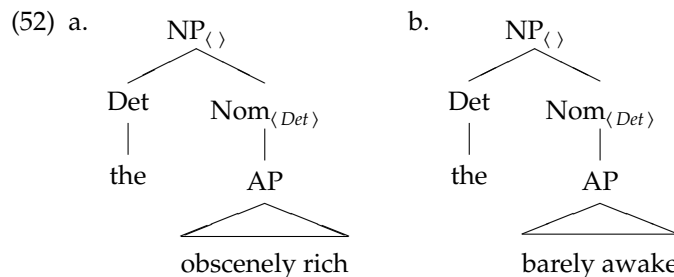 (52) a. NP⟨ ⟩ b. NP⟨ ⟩
Det Nom⟨Det⟩ Det Nom⟨Det⟩
the AP the AP
obscenely rich barely awake